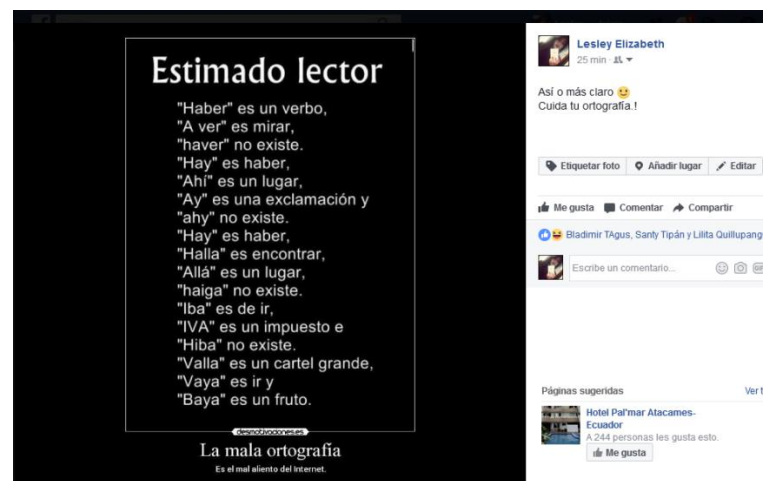 Estimado lector
"Haber" es un verbo,
"A ver" es mirar,
"haver" no existe.
"Hay" es haber,
"Ahí" es un lugar,
"Ay" es una exclamación y
"ahy" no existe.
"Hay" es haber,
"Halla" es encontrar,
"Allá" es un lugar,
"haiga" no existe.
"Iba" es de ir,
"IVA" es un impuesto e
"Hiba" no existe.
"Valla" es un cartel grande,
"Vaya" es ir y
"Baya" es un fruto.
desmotivaciones.es
La mala ortografía
Es el mal aliento del Internet.
Lesley Elizabeth
25 min
Así o más claro
Cuida tu ortografía.!
Etiquetar foto Añadir lugar Editar
Me gusta Comentar Compartir
Bladimir TAgus, Santy Tipán y Lilita Quillupang
Escribe un comentario...
Páginas sugeridas Ver t
Hotel Pal'mar Atacames-
Ecuador
A 244 personas les gusta esto.
Me gusta